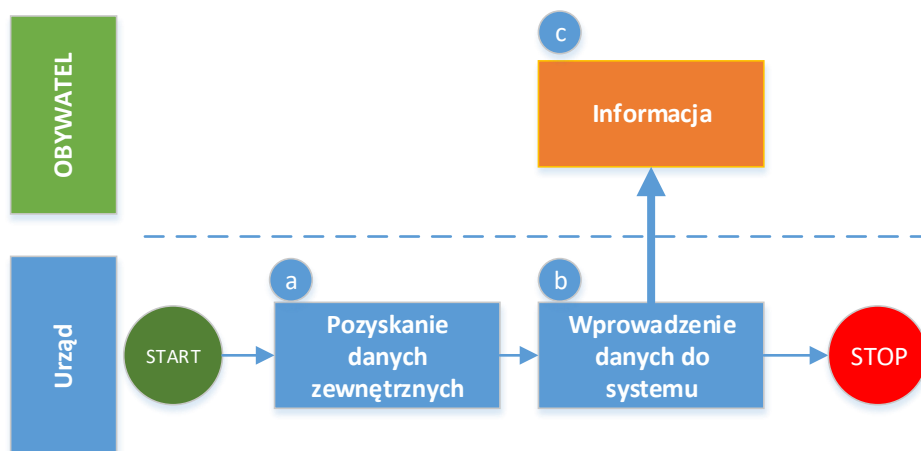 OBYWATEL
c
Informacja
Urząd
START
a
Pozyskanie
danych
zewnętrznych
b
Wprowadzenie
danych do
systemu
STOP